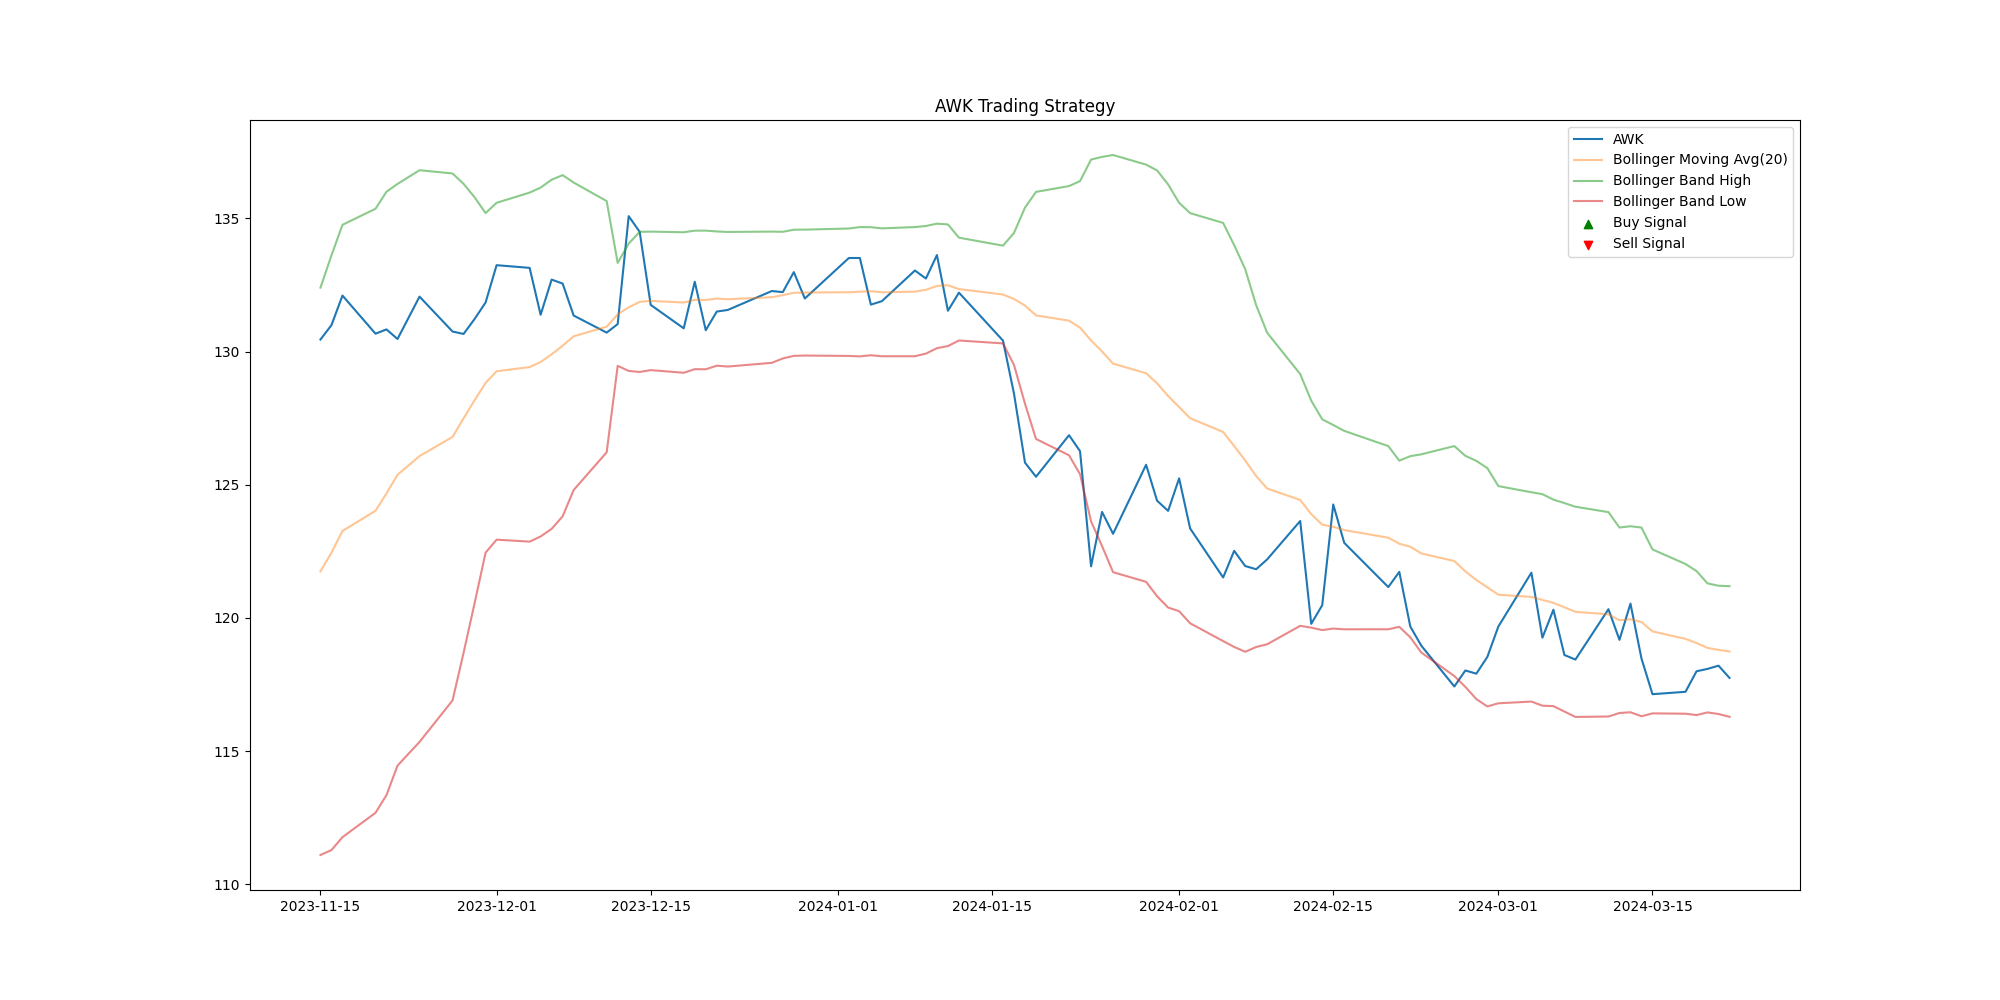 AWK Trading Strategy
AWK
Bollinger Moving Avg(20)
Bollinger Band High
Bollinger Band Low
Buy Signal
Sell Signal
135
130
125
120
115
110
2023-11-15 2023-12-01 2023-12-15 2024-01-01 2024-01-15 2024-02-01 2024-02-15 2024-03-01 2024-03-15